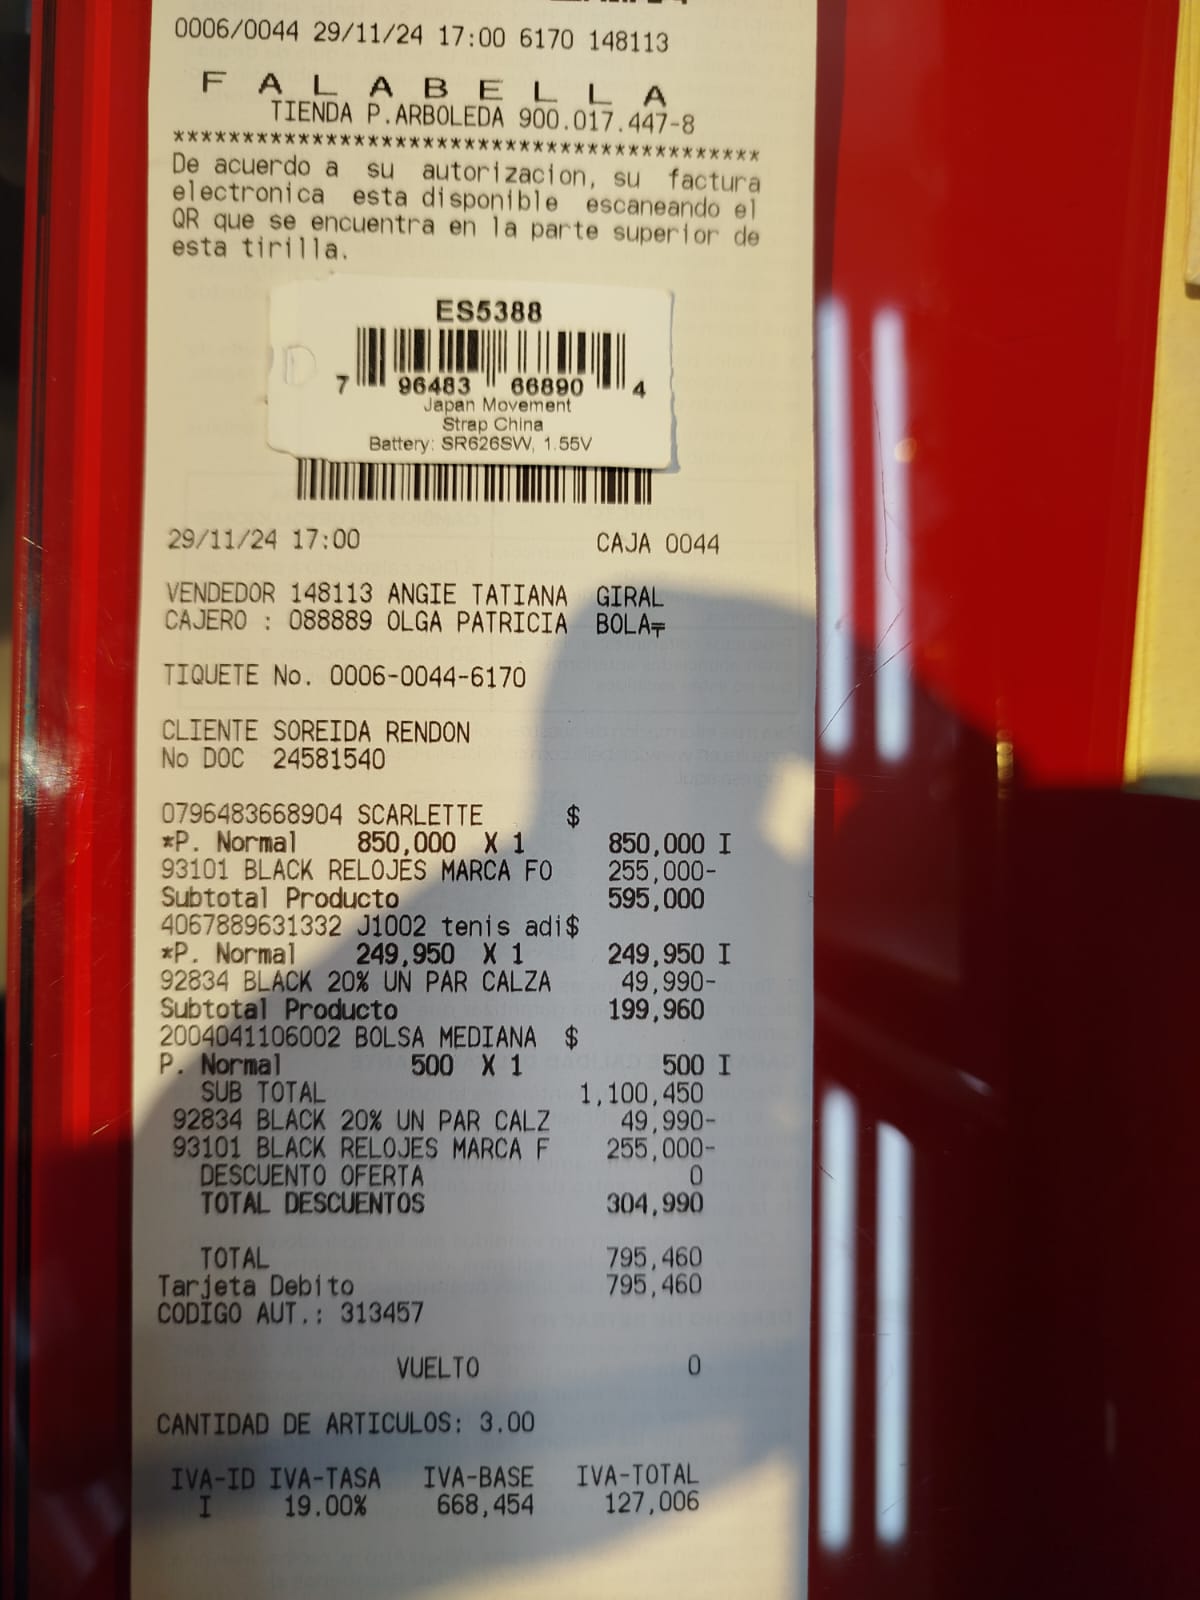 0006/0044 29/11/24 17:00 6170 148113
F A L A B E L L A
TIENDA P.ARBOLEDA 900.017.447-8
******************************************
De acuerdo a su autorizacion, su factura
electronica esta disponible escaneando el
QR que se encuentra en la parte superior de
esta tirilla.
ES5388
7 96483 66890 4
Japan Movement
Strap China
Battery: SR626SW, 1.55V
29/11/24 17:00 CAJA 0044
VENDEDOR 148113 ANGIE TATIANA GIRAL
CAJERO : 088889 OLGA PATRICIA BOLA
TIQUETE No. 0006-0044-6170
CLIENTE SOREIDA RENDON
No DOC 24581540
0796483668904 SCARLETTE $
*P. Normal 850,000 X 1 850,000 I
93101 BLACK RELOJES MARCA FO 255,000-
Subtotal Producto 595,000
4067889631332 J1002 tenis adi$
*P. Normal 249,950 X 1 249,950 I
92834 BLACK 20% UN PAR CALZA 49,990-
Subtotal Producto 199,960
2004041106002 BOLSA MEDIANA $
P. Normal 500 X 1 500 I
SUB TOTAL 1,100,450
92834 BLACK 20% UN PAR CALZ 49,990-
93101 BLACK RELOJES MARCA F 255,000-
DESCUENTO OFERTA 0
TOTAL DESCUENTOS 304,990
TOTAL 795,460
Tarjeta Debito 795,460
CODIGO AUT.: 313457
VUELTO 0
CANTIDAD DE ARTICULOS: 3.00
IVA-ID IVA-TASA IVA-BASE IVA-TOTAL
I 19.00% 668,454 127,006